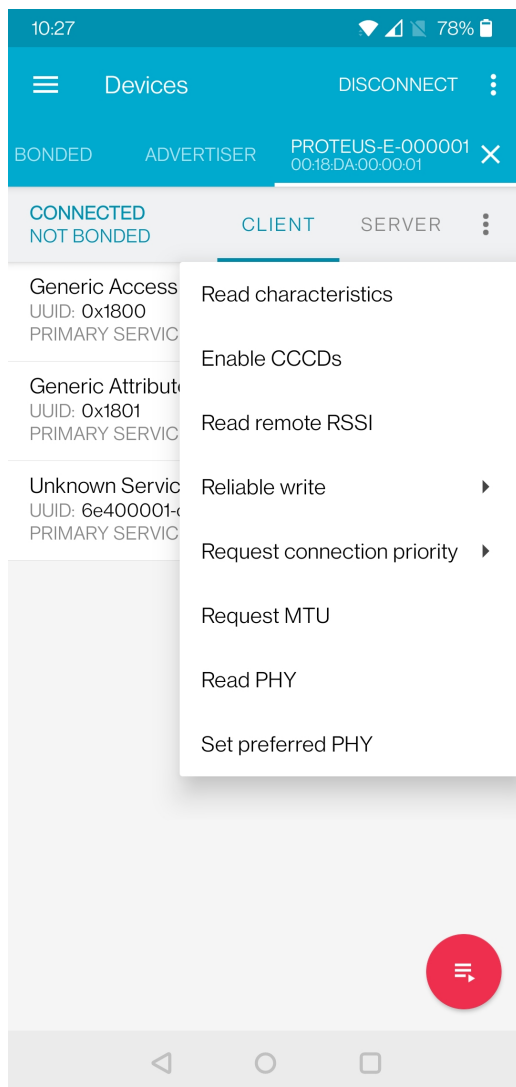 10:27
78%
Devices
DISCONNECT
BONDED
ADVERTISER
PROTEUS-E-000001
00:18:DA:00:00:01
CONNECTED
NOT BONDED
CLIENT
SERVER
Generic Access
UUID: 0x1800
PRIMARY SERVIC
Generic Attribut
UUID: 0x1801
PRIMARY SERVIC
Unknown Servic
UUID: 6e400001-
PRIMARY SERVIC
Read characteristics
Enable CCCDs
Read remote RSSI
Reliable write
Request connection priority
Request MTU
Read PHY
Set preferred PHY